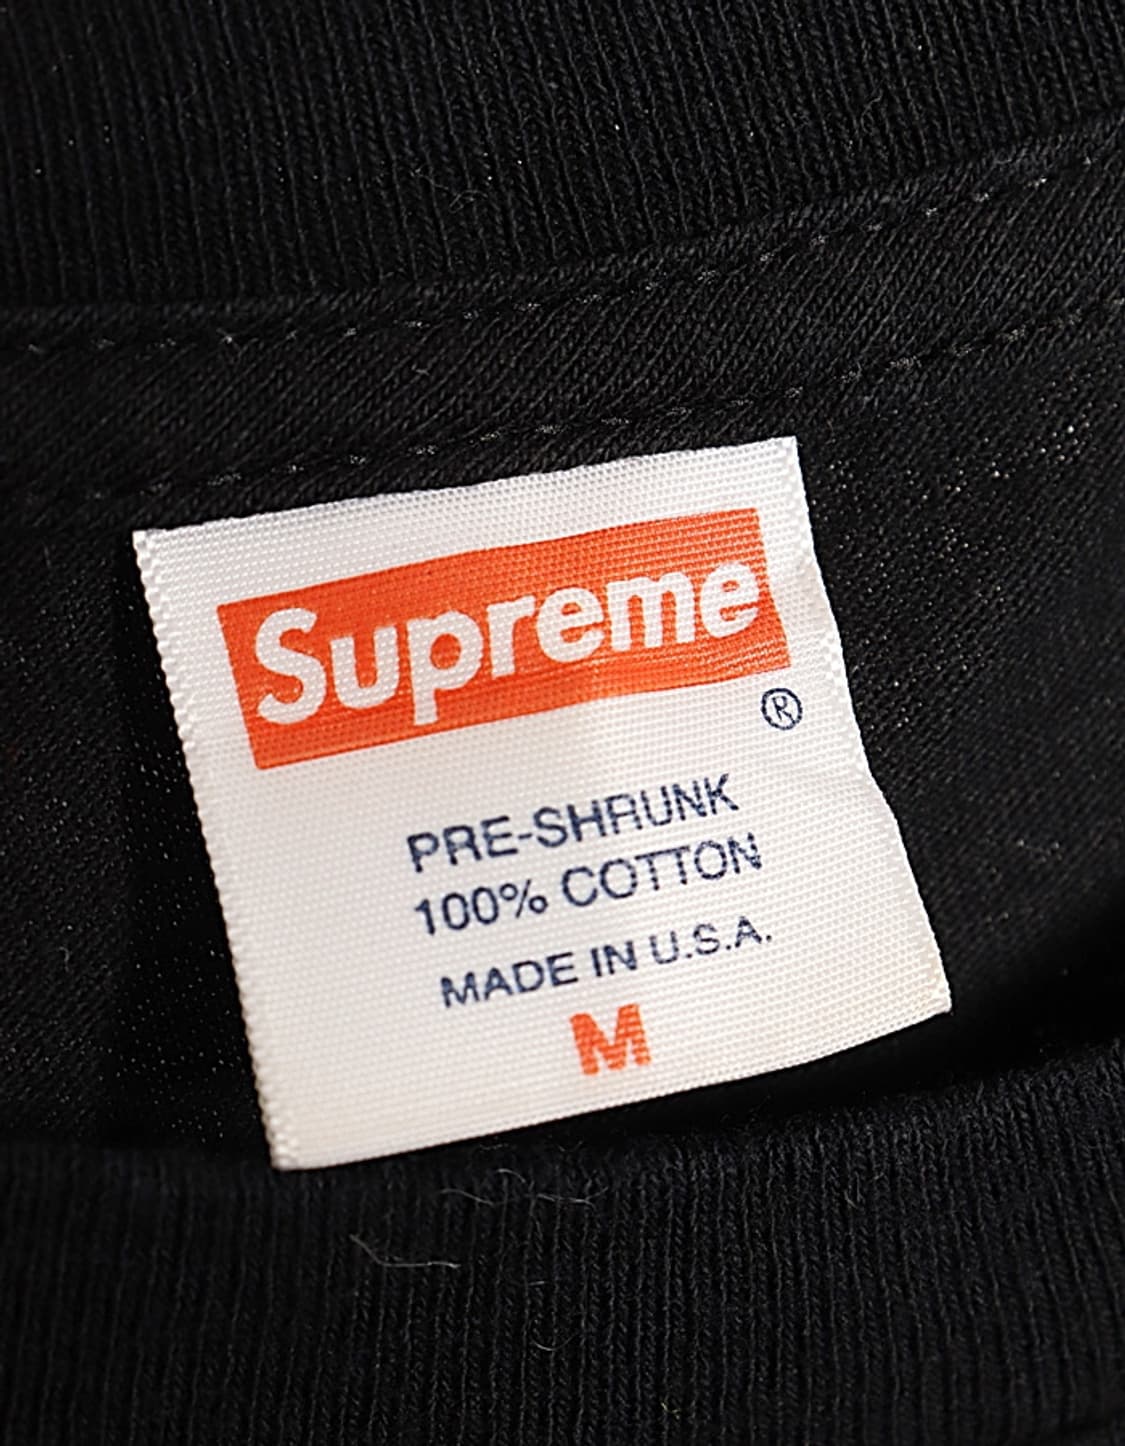 Supreme
®
PRE-SHRUNK
100% COTTON
MADE IN U.S.A.
M